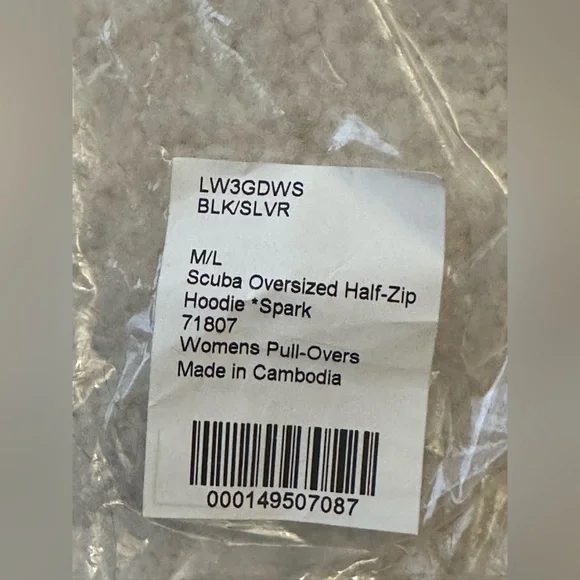 LW3GDWS
BLK/SLVR
M/L
Scuba Oversized Half-Zip
Hoodie *Spark
71807
Womens Pull-Overs
Made in Cambodia
000149507087